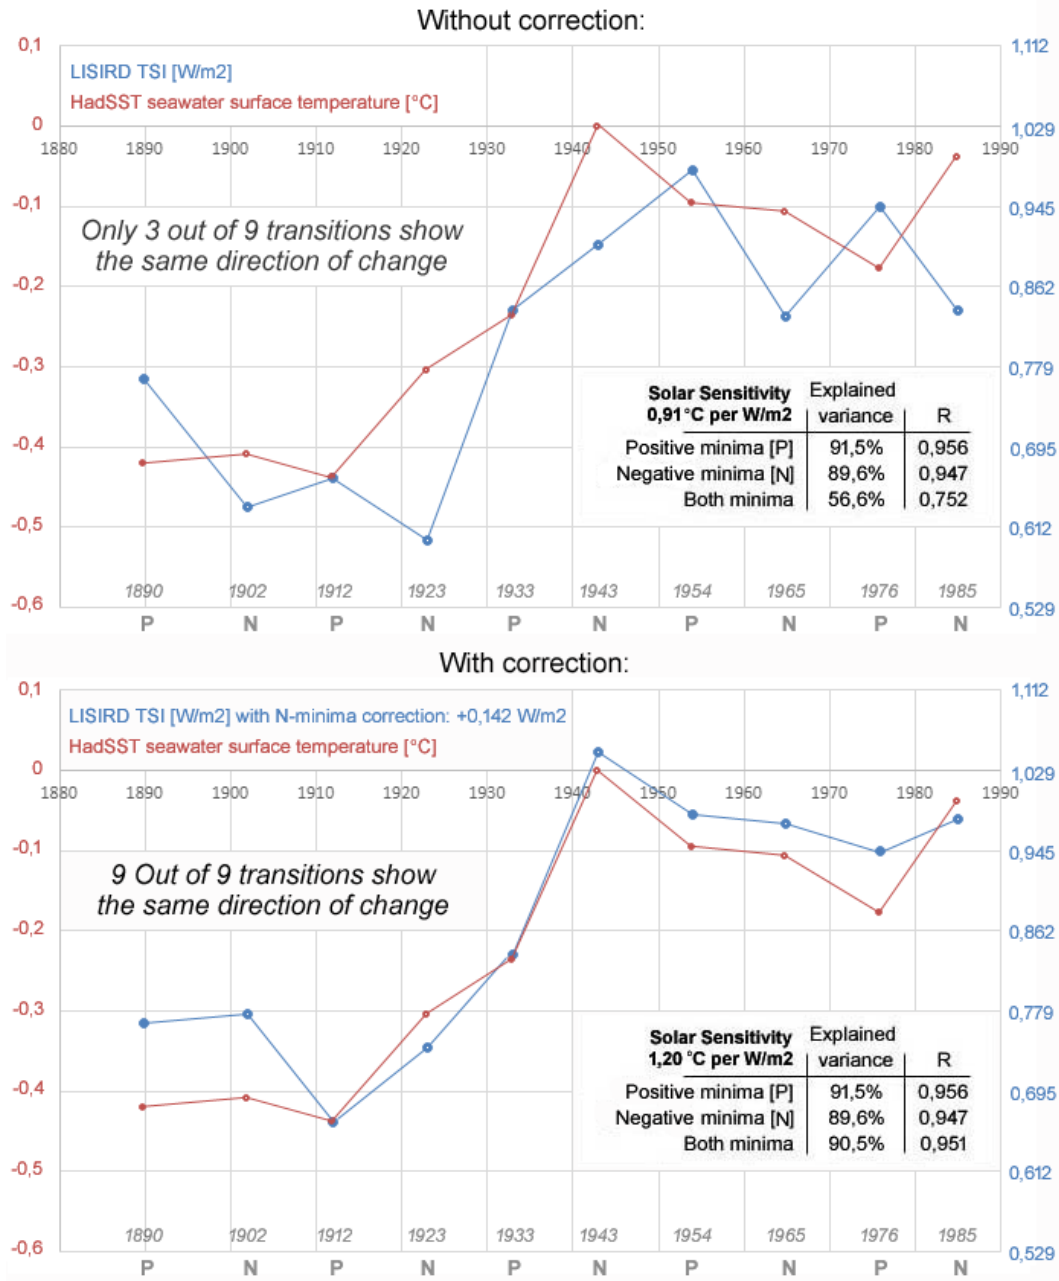 Without correction:
0,1
1,112
LISIRD TSI [W/m2]
HadSST seawater surface temperature [°C]
0
1,029
1880 1890 1900 1910 1920 1930 1940 1950 1960 1970 1980 1990
-0,1
0,945
Only 3 out of 9 transitions show
the same direction of change
-0,2
0,862
-0,3
0,779
Solar Sensitivity Explained
0,91°C per W/m2 variance R
-0,4
0,695
Positive minima [P] 91,5% 0,956
Negative minima [N] 89,6% 0,947
Both minima 56,6% 0,752
-0,5
0,612
1890 1902 1912 1923 1933 1943 1954 1965 1976 1985
-0,6
0,529
P N P N P N P N P N
With correction:
0,1
1,112
LISIRD TSI [W/m2] with N-minima correction: +0,142 W/m2
HadSST seawater surface temperature [°C]
0
1,029
1880 1890 1900 1910 1920 1930 1940 1950 1960 1970 1980 1990
-0,1
0,945
9 Out of 9 transitions show
the same direction of change
-0,2
0,862
-0,3
0,779
Solar Sensitivity Explained
1,20 °C per W/m2 variance R
-0,4
0,695
Positive minima [P] 91,5% 0,956
Negative minima [N] 89,6% 0,947
Both minima 90,5% 0,951
-0,5
0,612
1890 1902 1912 1923 1933 1943 1954 1965 1976 1985
-0,6
0,529
P N P N P N P N P N